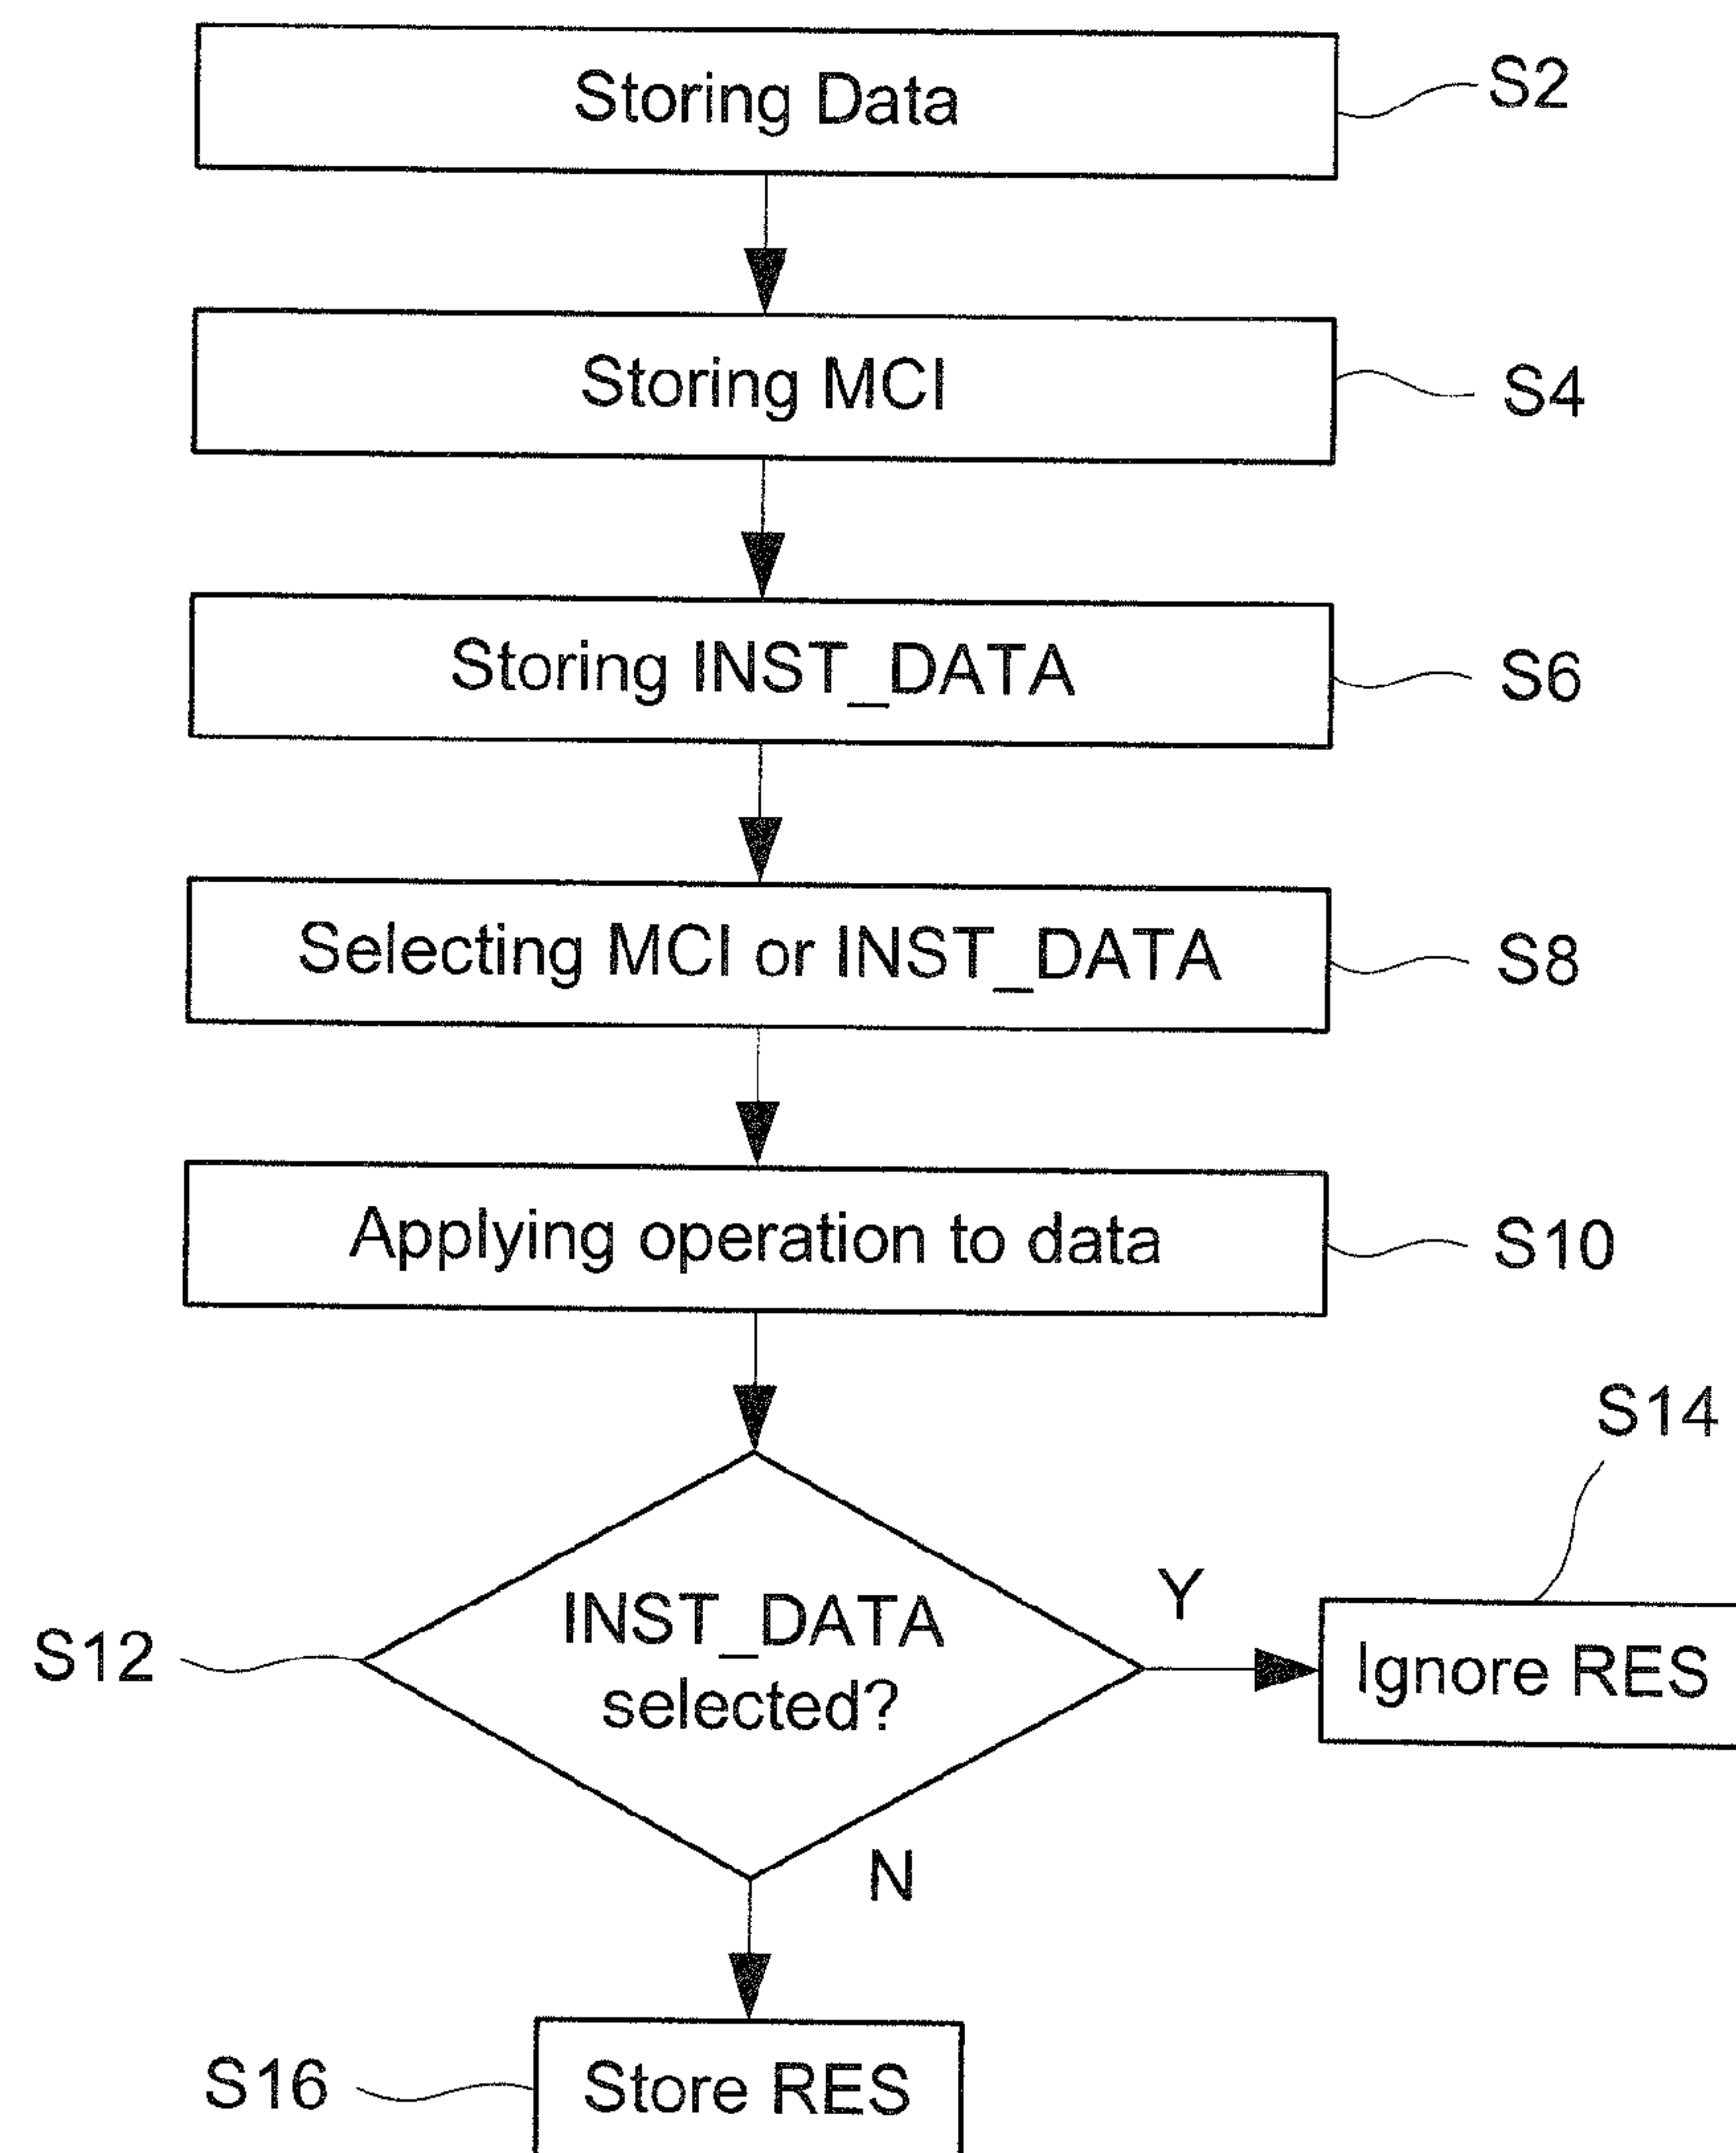 Storing Data
S2
Storing MCI
S4
Storing INST_DATA
S6
Selecting MCI or INST_DATA
S8
Applying operation to data
S10
S14
S12
INST_DATA
selected?
Y
Ignore RES
N
S16
Store RES